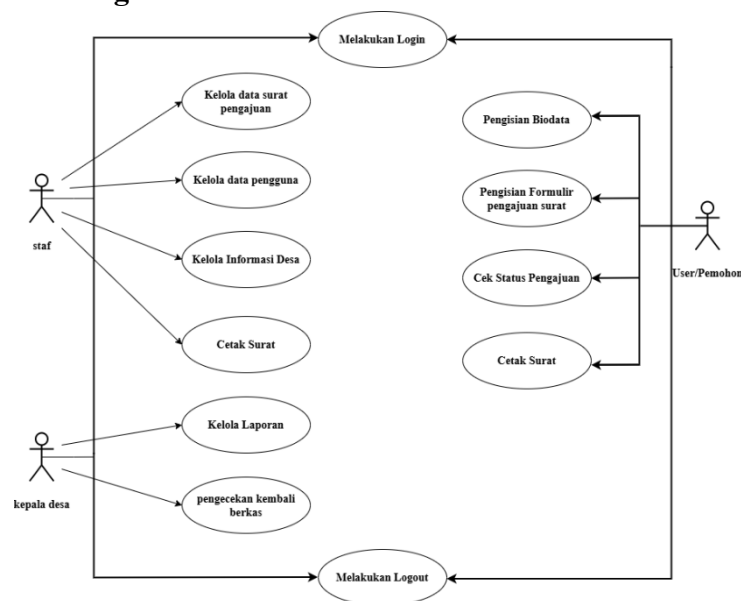 Melakukan Login
Kelola data surat
pengajuan
Pengisian Biodata
Kelola data pengguna
Pengisian Formulir
pengajuan surat
staf
Kelola Informasi Desa
User/Pemohon
Cek Status Pengajuan
Cetak Surat
Cetak Surat
Kelola Laporan
kepala desa
pengecekan kembali
berkas
Melakukan Logout